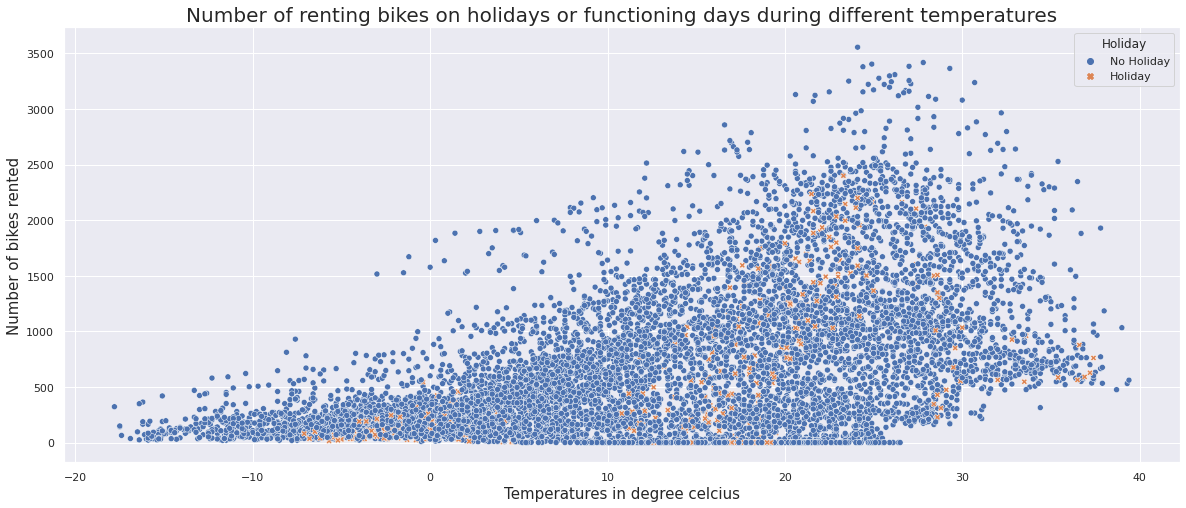 Number of renting bikes on holidays or functioning days during different temperatures
Holiday
No Holiday
Holiday
Number of bikes rented
3500
3000
2500
2000
1500
1000
500
0
−20
−10
0
10
20
30
40
Temperatures in degree celcius